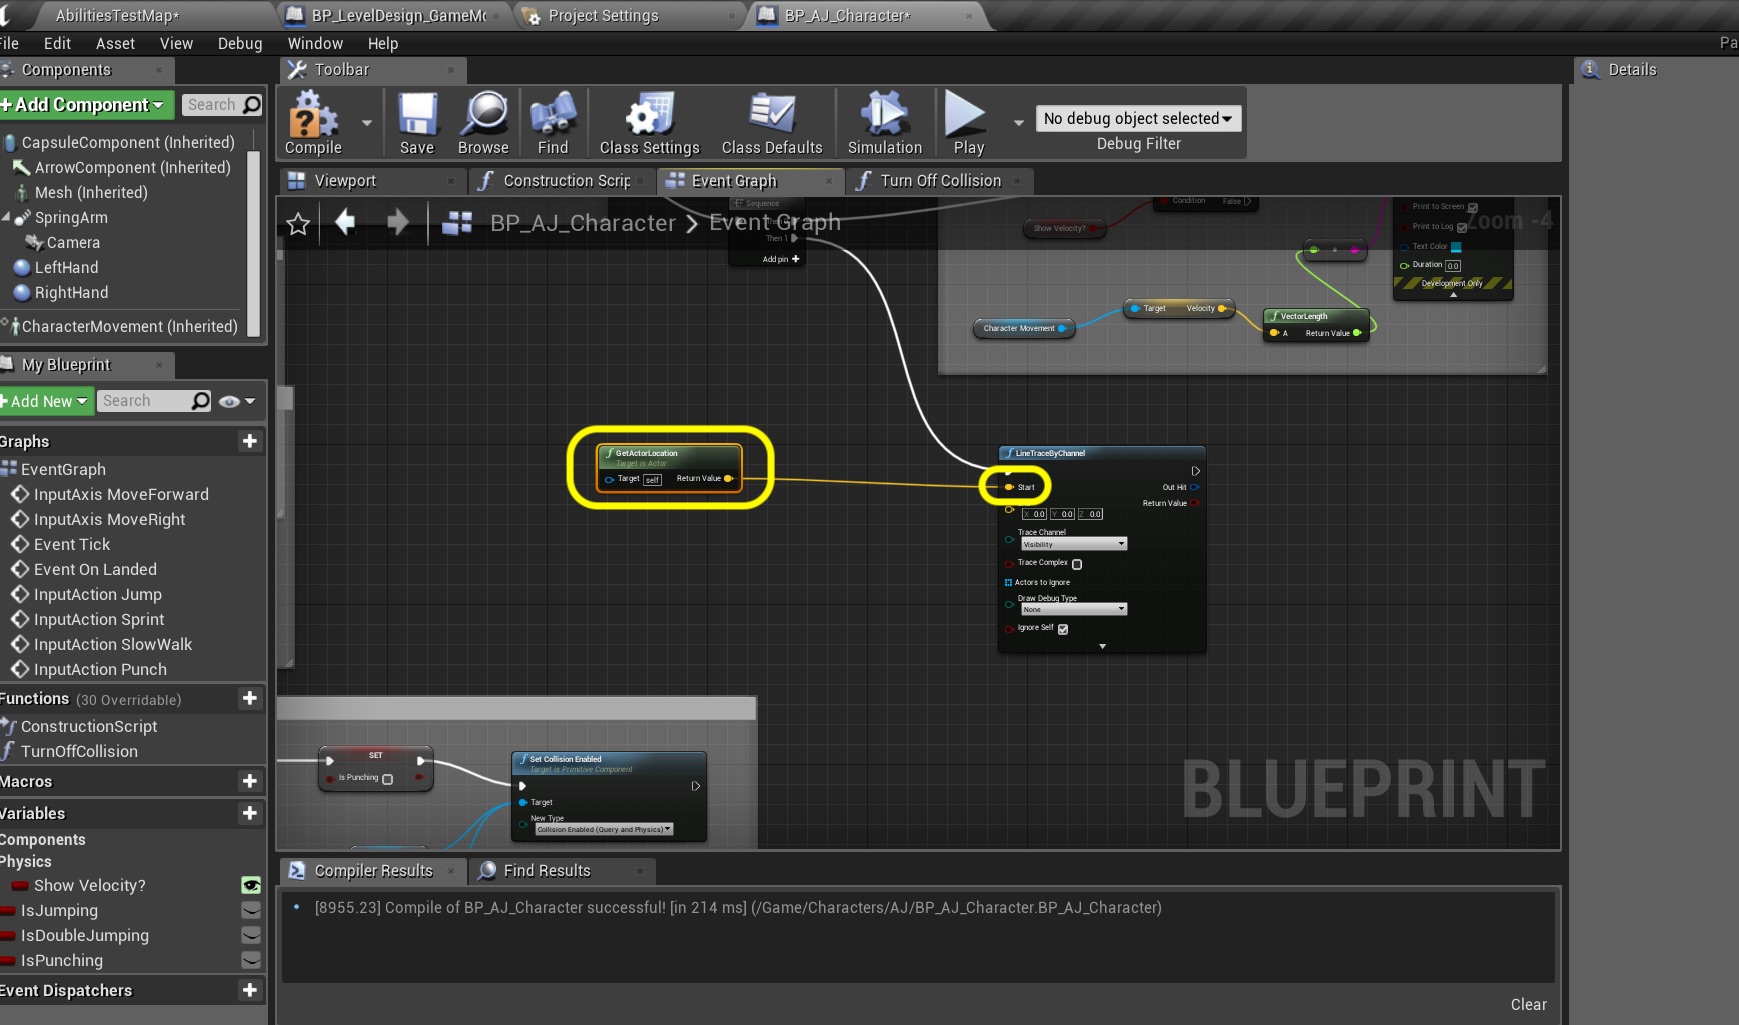 AbilitiesTestMap*
BP_LevelDesign_GameMo
Project Settings
BP_AJ_Character*
File Edit Asset View Debug Window Help
Pa
Components
Toolbar
Details
+Add Component
Search
CapsuleComponent (Inherited)
ArrowComponent (Inherited)
Mesh (Inherited)
SpringArm
Camera
LeftHand
RightHand
CharacterMovement (Inherited)
Compile
Save
Browse
Find
Class Settings
Class Defaults
Simulation
Play
No debug object selected
Debug Filter
Viewport
Construction Scrip
Event Graph
Turn Off Collision
BP_AJ_Character > Event Graph
Zoom -4
Sequence
Then 1
Add pin +
Show Velocity?
Condition False
Print to Screen
Print to Log
Text Color
Duration 0.0
Development Only
Character Movement
Target Velocity
VectorLength
A Return Value
GetActorLocation
Target is Actor
Target self Return Value
LineTraceByChannel
Start
Out Hit
Return Value
X 0.0 Y 0.0 Z 0.0
Trace Channel
Visibility
Trace Complex
Actors to Ignore
Draw Debug Type
None
Ignore Self
SET
Is Punching
Set Collision Enabled
Target is Primitive Component
Target
New Type
Collision Enabled (Query and Physics)
BLUEPRINT
My Blueprint
+Add New
Search
Graphs
EventGraph
InputAxis MoveForward
InputAxis MoveRight
Event Tick
Event On Landed
InputAction Jump
InputAction Sprint
InputAction SlowWalk
InputAction Punch
Functions (30 Overridable)
ConstructionScript
TurnOffCollision
Macros
Variables
Components
Physics
Show Velocity?
IsJumping
IsDoubleJumping
IsPunching
Event Dispatchers
Compiler Results
Find Results
[8955.23] Compile of BP_AJ_Character successful! [in 214 ms] (/Game/Characters/AJ/BP_AJ_Character.BP_AJ_Character)
Clear